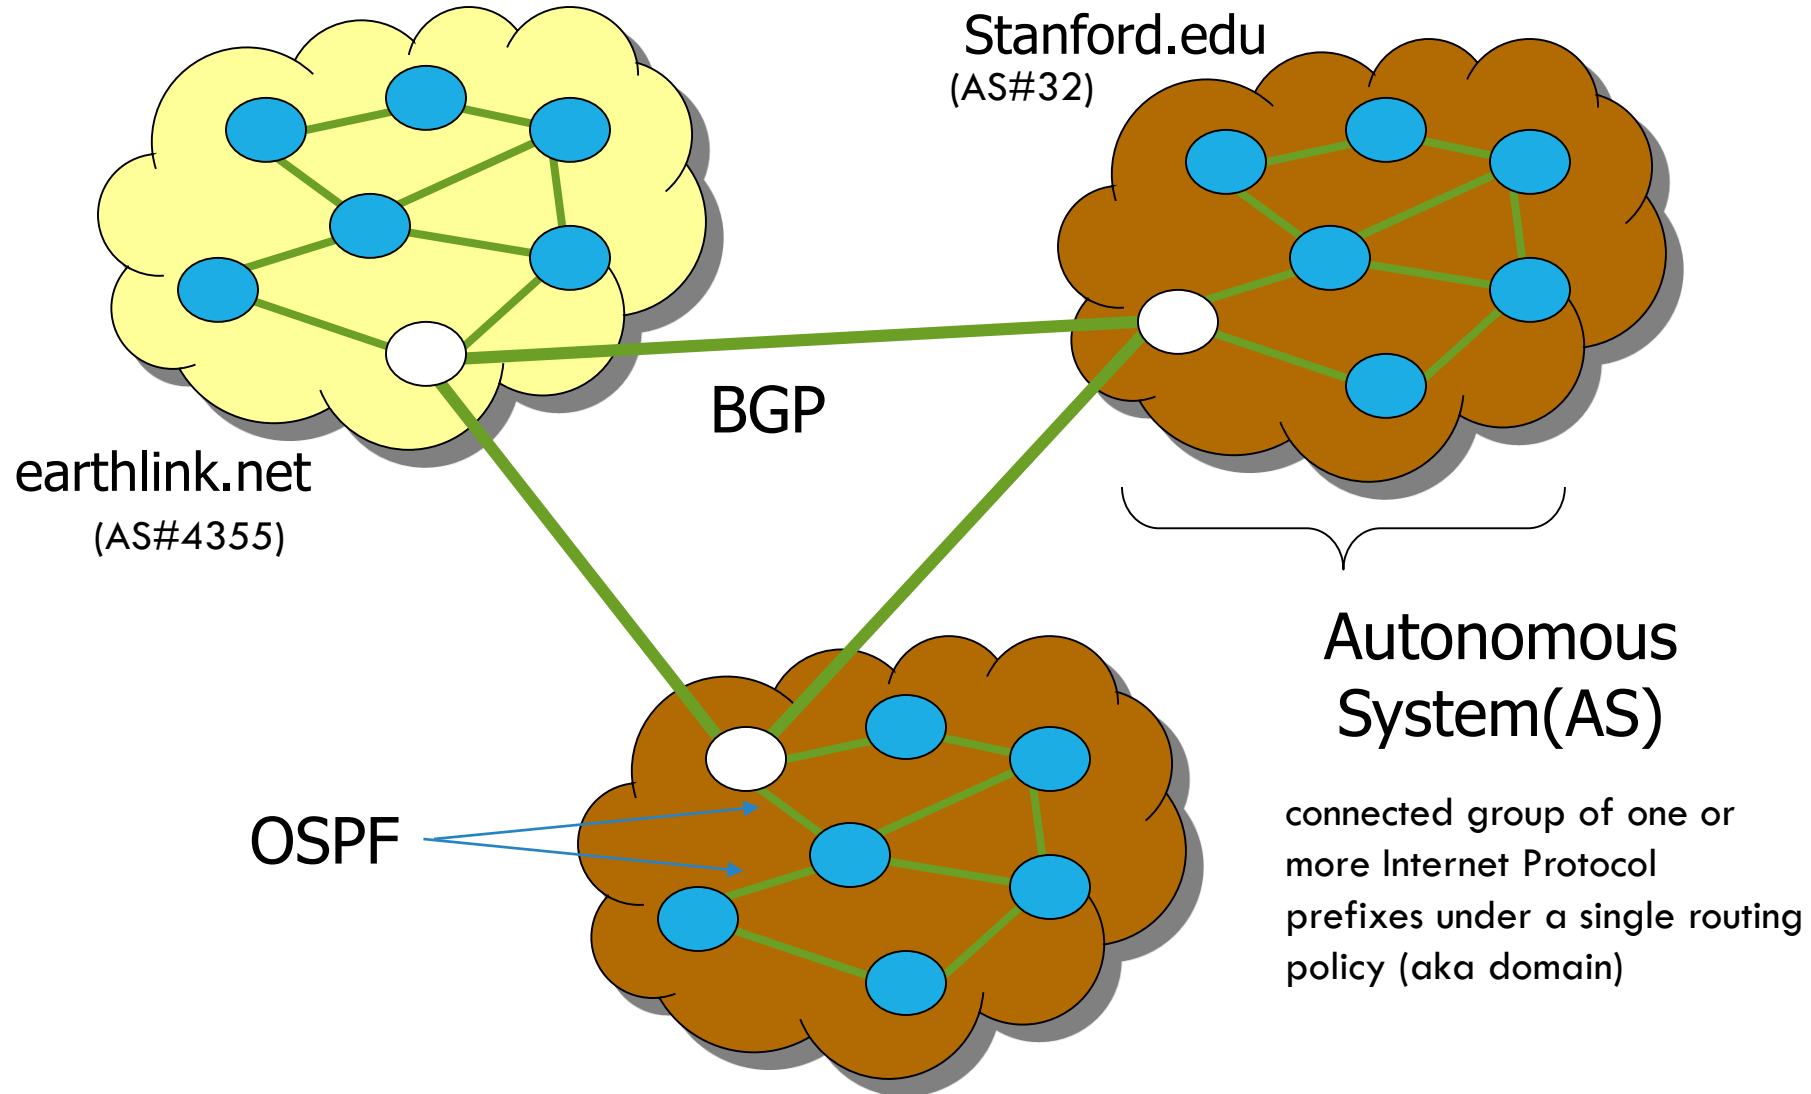 Stanford.edu
(AS#32)
BGP
earthlink.net
(AS#4355)
Autonomous
System(AS)
OSPF
connected group of one or
more Internet Protocol
prefixes under a single routing
policy (aka domain)